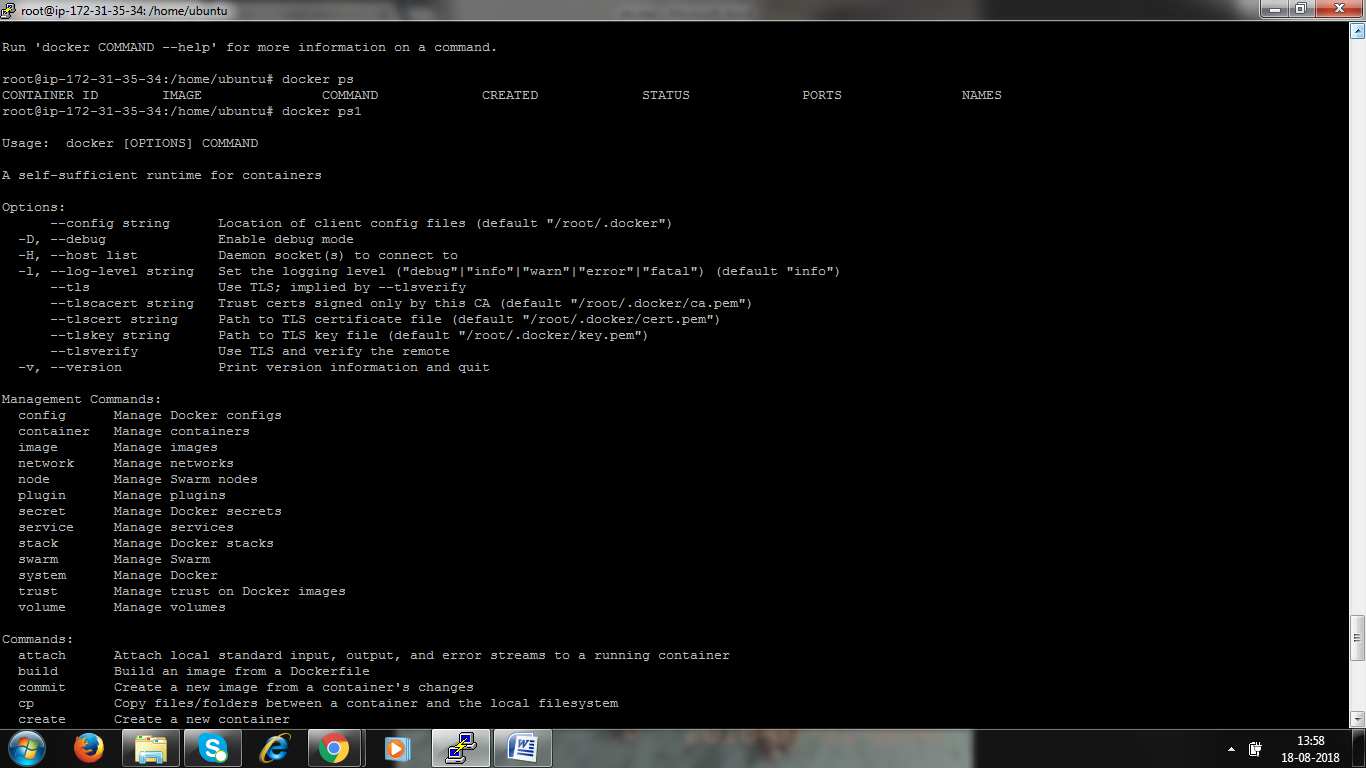 root@ip-172-31-35-34: /home/ubuntu
Run 'docker COMMAND --help' for more information on a command.
root@ip-172-31-35-34:/home/ubuntu# docker ps
CONTAINER ID        IMAGE               COMMAND             CREATED             STATUS              PORTS               NAMES
root@ip-172-31-35-34:/home/ubuntu# docker ps1
Usage:  docker [OPTIONS] COMMAND
A self-sufficient runtime for containers
Options:
      --config string      Location of client config files (default "/root/.docker")
  -D, --debug              Enable debug mode
  -H, --host list          Daemon socket(s) to connect to
  -l, --log-level string   Set the logging level ("debug"|"info"|"warn"|"error"|"fatal") (default "info")
      --tls                Use TLS; implied by --tlsverify
      --tlscacert string   Trust certs signed only by this CA (default "/root/.docker/ca.pem")
      --tlscert string     Path to TLS certificate file (default "/root/.docker/cert.pem")
      --tlskey string      Path to TLS key file (default "/root/.docker/key.pem")
      --tlsverify          Use TLS and verify the remote
  -v, --version            Print version information and quit
Management Commands:
  config      Manage Docker configs
  container   Manage containers
  image       Manage images
  network     Manage networks
  node        Manage Swarm nodes
  plugin      Manage plugins
  secret      Manage Docker secrets
  service     Manage services
  stack       Manage Docker stacks
  swarm       Manage Swarm
  system      Manage Docker
  trust       Manage trust on Docker images
  volume      Manage volumes
Commands:
  attach      Attach local standard input, output, and error streams to a running container
  build       Build an image from a Dockerfile
  commit      Create a new image from a container's changes
  cp          Copy files/folders between a container and the local filesystem
  create      Create a new container
13:58
18-08-2018